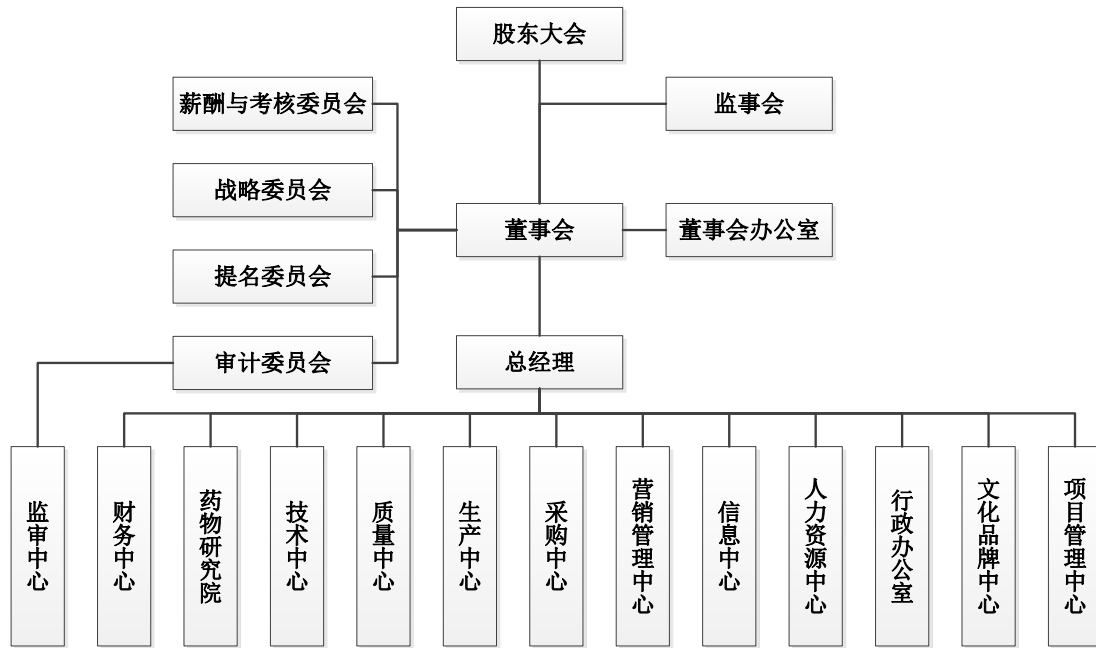 股东大会
薪酬与考核委员会
监事会
战略委员会
董事会
董事会办公室
提名委员会
审计委员会
总经理
监审中心
财务中心
药物研究院
技术中心
质量中心
生产中心
采购中心
营销管理中心
信息中心
人力资源中心
行政办公室
文化品牌中心
项目管理中心